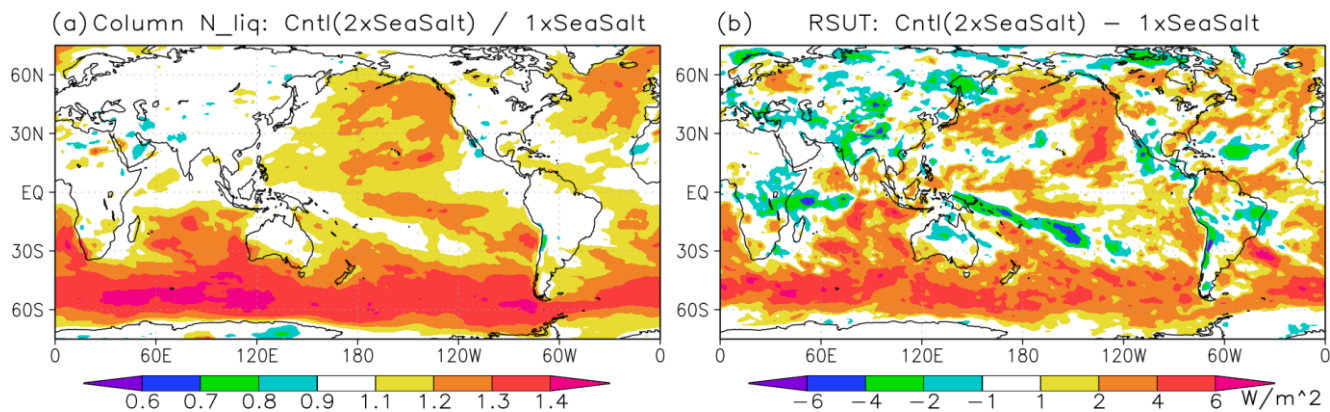 (a) Column N_liq: Cntl(2xSeaSalt) / 1xSeaSalt
60N
30N
EQ
30S
60S
0 60E 120E 180 120W 60W 0
0.6 0.7 0.8 0.9 1.1 1.2 1.3 1.4
(b) RSUT: Cntl(2xSeaSalt) − 1xSeaSalt
60N
30N
EQ
30S
60S
0 60E 120E 180 120W 60W 0
−6 −4 −2 −1 1 2 4 6 W/m^2